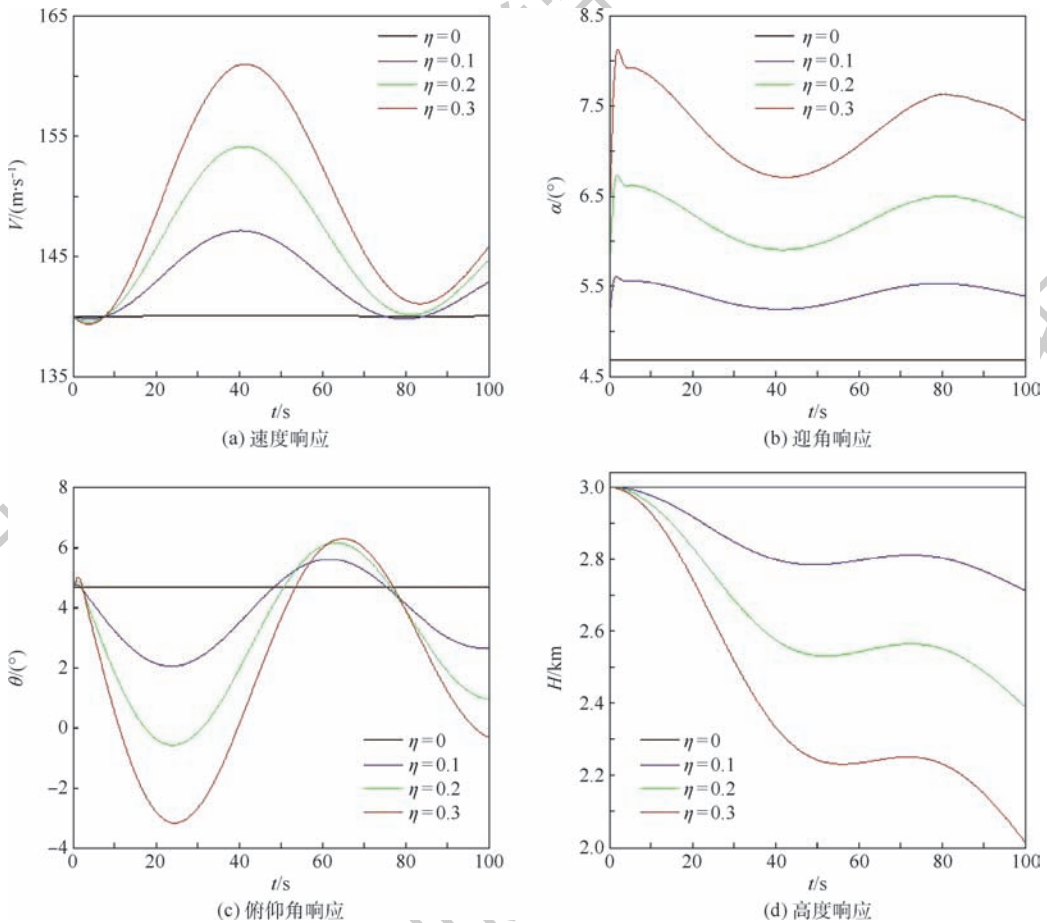 165
155
145
135
V/(m·s⁻¹)
η=0
η=0.1
η=0.2
η=0.3
0 20 40 60 80 100
t/s
(a) 速度响应
8.5
7.5
6.5
5.5
4.5
α/(°)
η=0
η=0.1
η=0.2
η=0.3
0 20 40 60 80 100
t/s
(b) 迎角响应
8
6
4
2
0
−2
−4
θ/(°)
η=0
η=0.1
η=0.2
η=0.3
0 20 40 60 80 100
t/s
(c) 俯仰角响应
3.0
2.8
2.6
2.4
2.2
2.0
H/km
η=0
η=0.1
η=0.2
η=0.3
0 20 40 60 80 100
t/s
(d) 高度响应